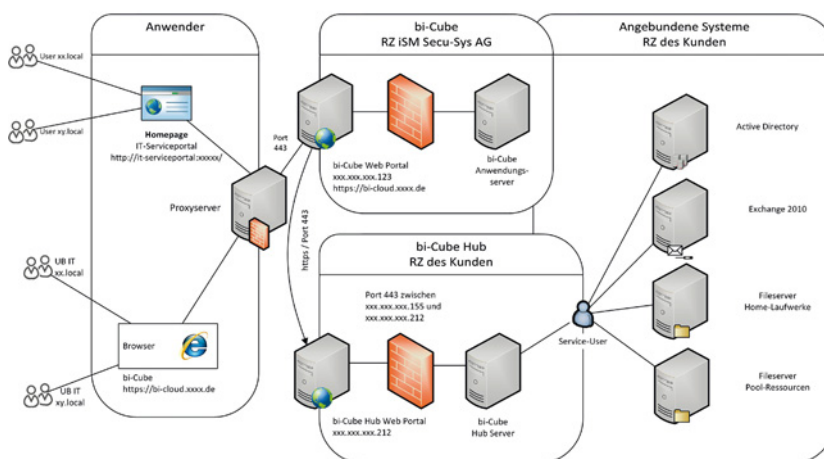 Anwender
User xx.local
User xy.local
Homepage
IT-Serviceportal
http://it-serviceportal:xxxxx/
Proxyserver
UB IT
xx.local
Browser
bi-Cube
https://bi-cloud.xxxx.de
UB IT
xy.local
Port
443
bi-Cube
RZ iSM Secu-Sys AG
bi-Cube Web Portal
xxx.xxx.xxx.123
https://bi-cloud.xxxx.de
bi-Cube
Anwendungs-
server
https / Port 443
bi-Cube Hub
RZ des Kunden
Port 443 zwischen
xxx.xxx.xxx.155 und
xxx.xxx.xxx.212
bi-Cube Hub Web Portal
xxx.xxx.xxx.212
bi-Cube
Hub Server
Angebundene Systeme
RZ des Kunden
Service-User
Active Directory
Exchange 2010
Fileserver
Home-Laufwerke
Fileserver
Pool-Ressourcen